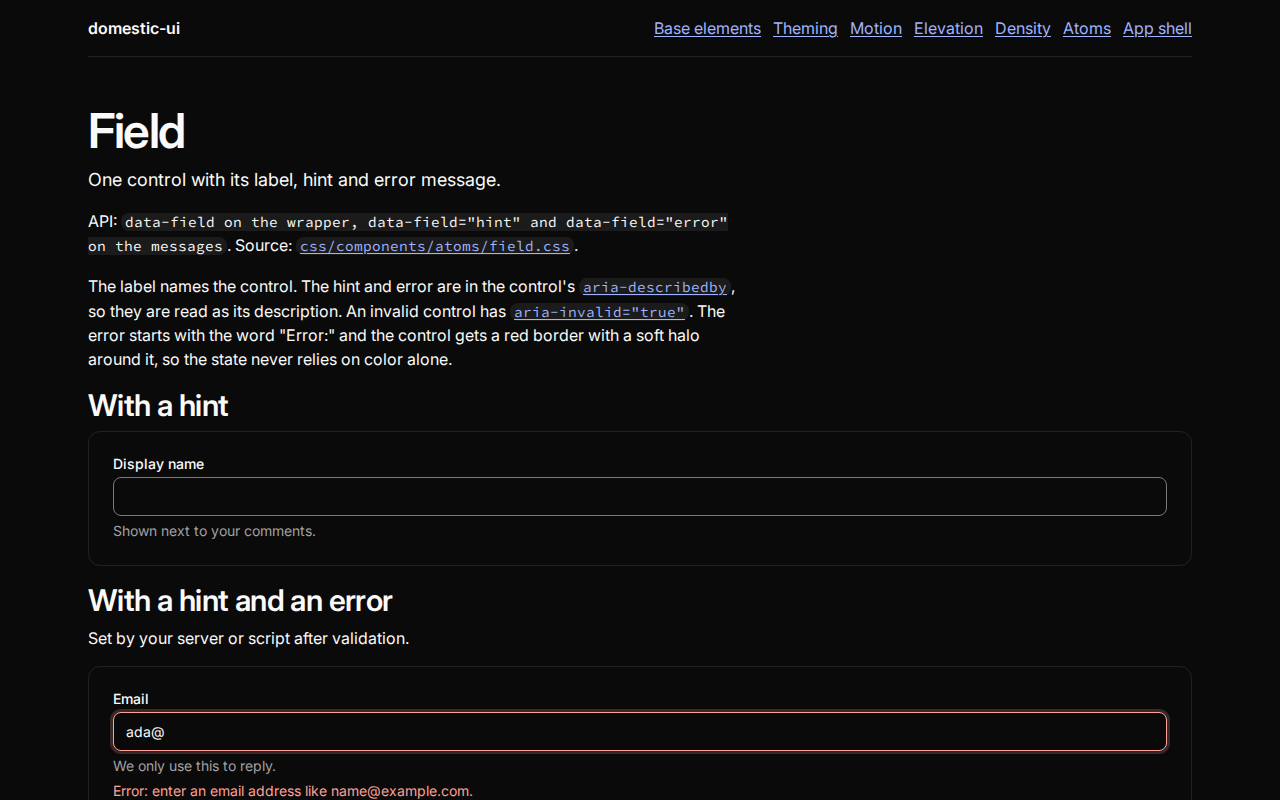 domestic-ui
Base elements Theming Motion Elevation Density Atoms App shell
Field
One control with its label, hint and error message.
API: data-field on the wrapper, data-field="hint" and data-field="error"
on the messages. Source: css/components/atoms/field.css.
The label names the control. The hint and error are in the control's aria-describedby,
so they are read as its description. An invalid control has aria-invalid="true". The
error starts with the word "Error:" and the control gets a red border with a soft halo
around it, so the state never relies on color alone.
With a hint
Display name
Shown next to your comments.
With a hint and an error
Set by your server or script after validation.
Email
ada@
We only use this to reply.
Error: enter an email address like name@example.com.